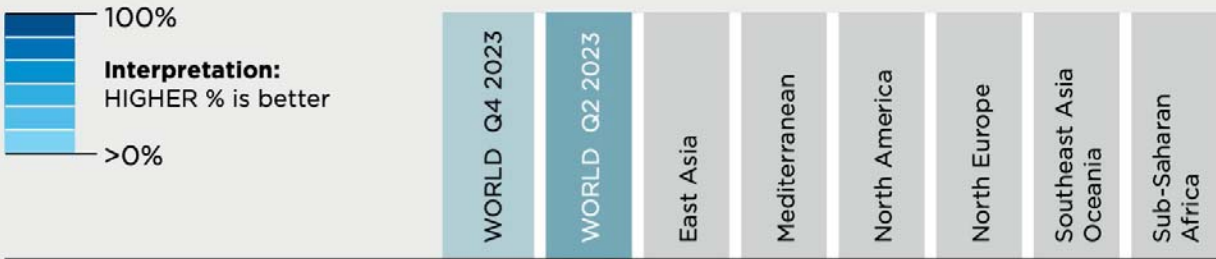 100%
Interpretation:
HIGHER % is better
>0%
WORLD Q4 2023
WORLD Q2 2023
East Asia
Mediterranean
North America
North Europe
Southeast Asia
Oceania
Sub-Saharan
Africa